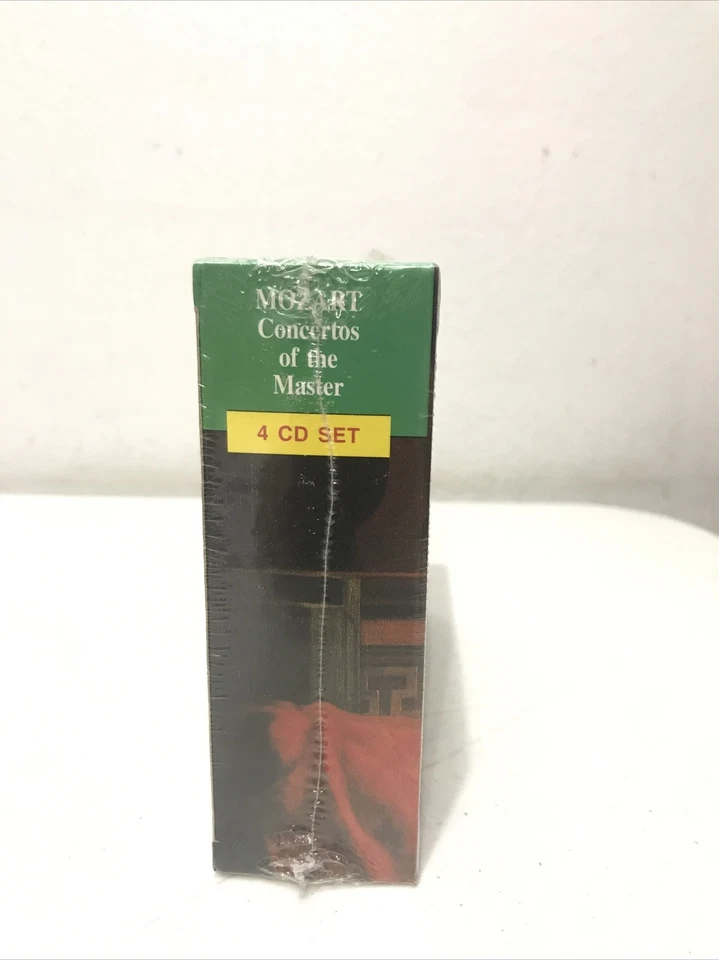 MOZART
Concertos
of the
Master
4 CD SET